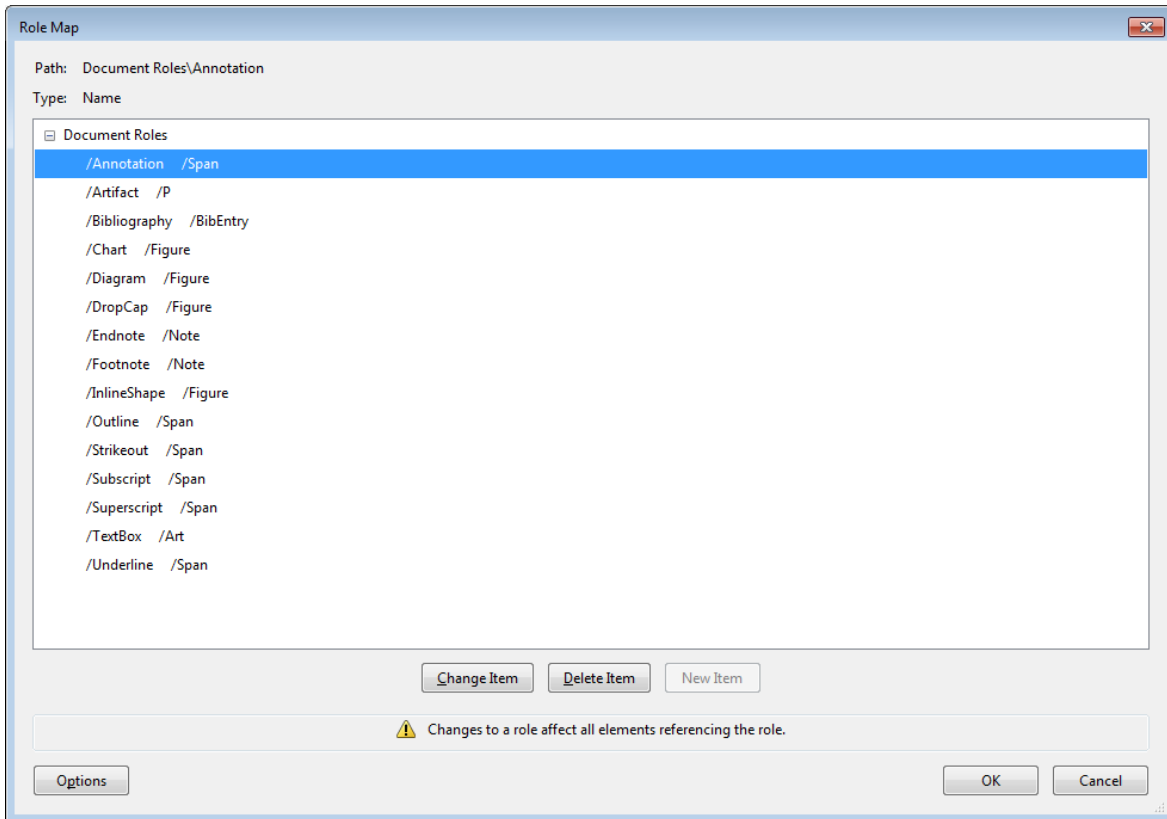 Role Map
Path: Document Roles\Annotation
Type: Name
Document Roles
/Annotation /Span
/Artifact /P
/Bibliography /BibEntry
/Chart /Figure
/Diagram /Figure
/DropCap /Figure
/Endnote /Note
/Footnote /Note
/InlineShape /Figure
/Outline /Span
/Strikeout /Span
/Subscript /Span
/Superscript /Span
/TextBox /Art
/Underline /Span
Change Item Delete Item New Item
Changes to a role affect all elements referencing the role.
Options OK Cancel